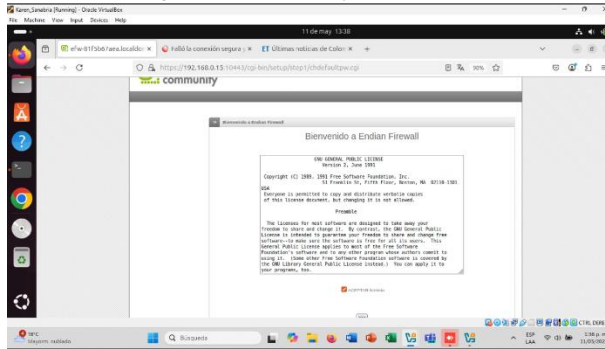 Karen_Sanabria [Running] - Oracle VirtualBox
File Machine View Input Devices Help
11 de may 13:38
Falló la conexión segura
Últimas noticias de Color
https://192.168.0.15:10443/cgi-bin/setup/step1/chdefaultpw.cgi
90%
community
Bienvenido a Endian Firewall
Bienvenido a Endian Firewall
GNU GENERAL PUBLIC LICENSE
Version 2, June 1991
Copyright (C) 1989, 1991 Free Software Foundation, Inc.
51 Franklin St, Fifth Floor, Boston, MA 02110-1301
USA
Everyone is permitted to copy and distribute verbatim copies
of this license document, but changing it is not allowed.
Preamble
The licenses for most software are designed to take away your
freedom to share and change it. By contrast, the GNU General Public
License is intended to guarantee your freedom to share and change free
software--to make sure the software is free for all its users. This
General Public License applies to most of the Free Software
Foundation's software and to any other program whose authors commit to
using it. (Some other Free Software Foundation software is covered by
the GNU Library General Public License instead.) You can apply it to
your programs, too.
CTRL DERE
18°C
Mayorm. nublado
Búsqueda
ESP
LAA
1:38 p. m.
11/05/202